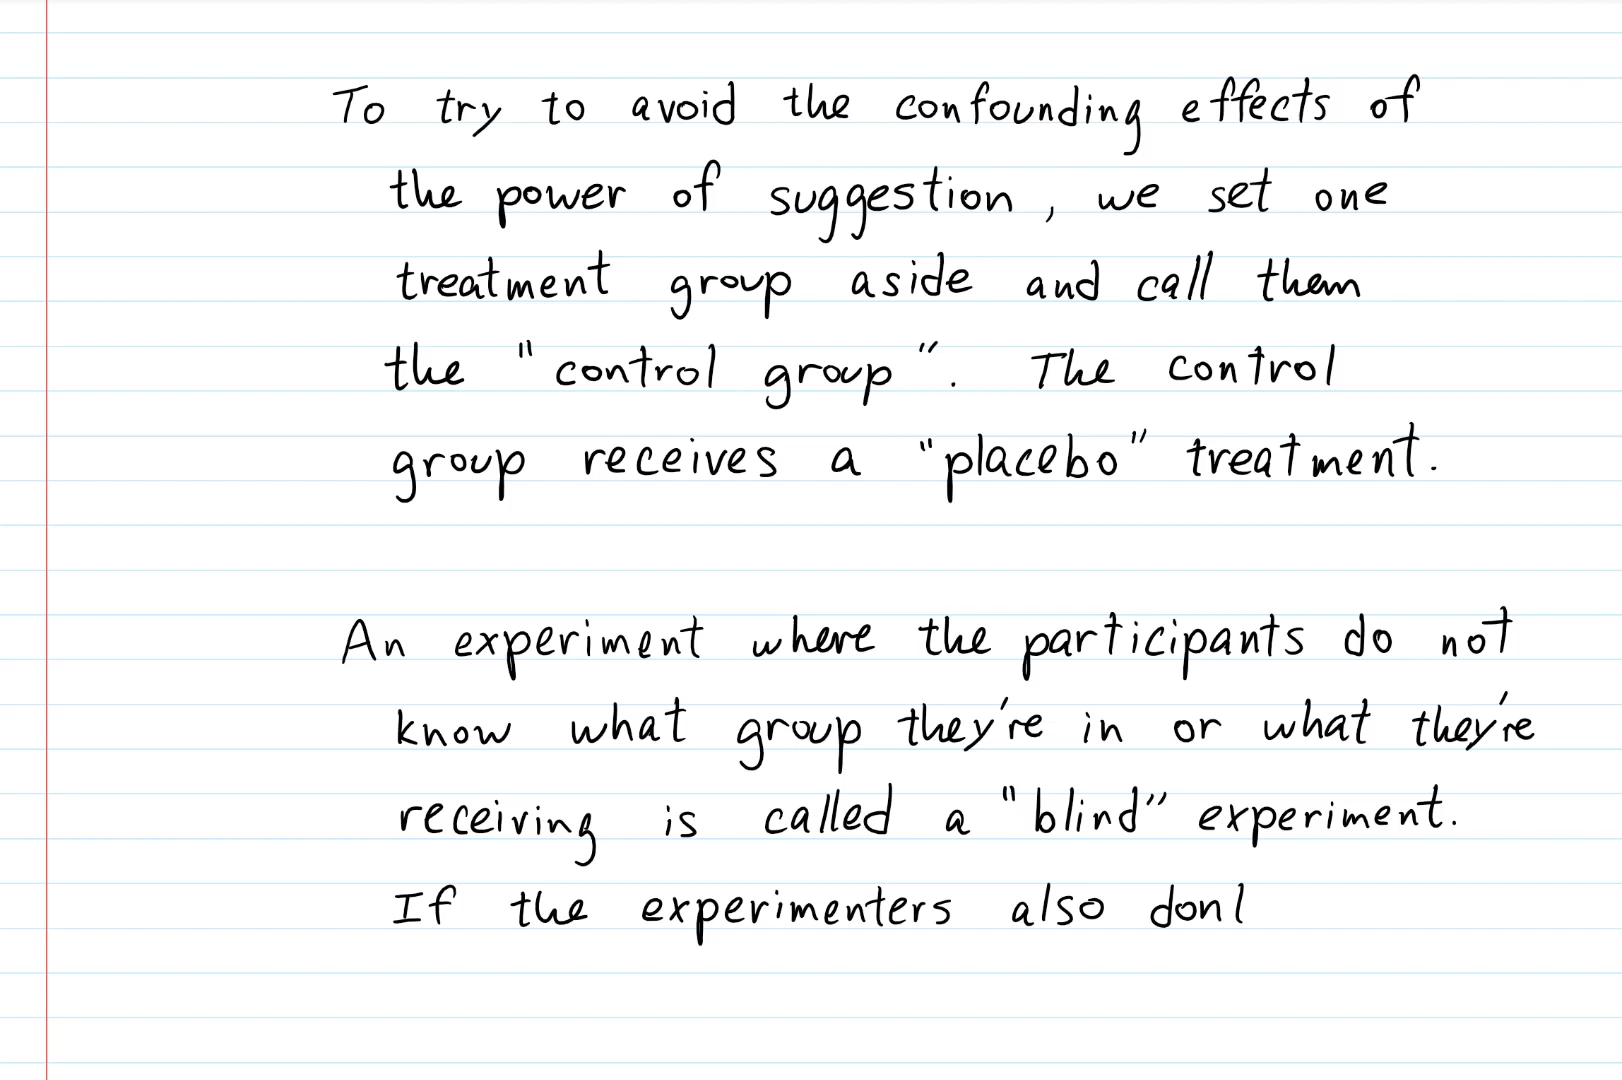 To try to avoid the confounding effects of
the power of suggestion, we set one
treatment group aside and call them
the "control group". The control
group receives a "placebo" treatment.
An experiment where the participants do not
know what group they're in or what they're
receiving is called a "blind" experiment.
If the experimenters also don